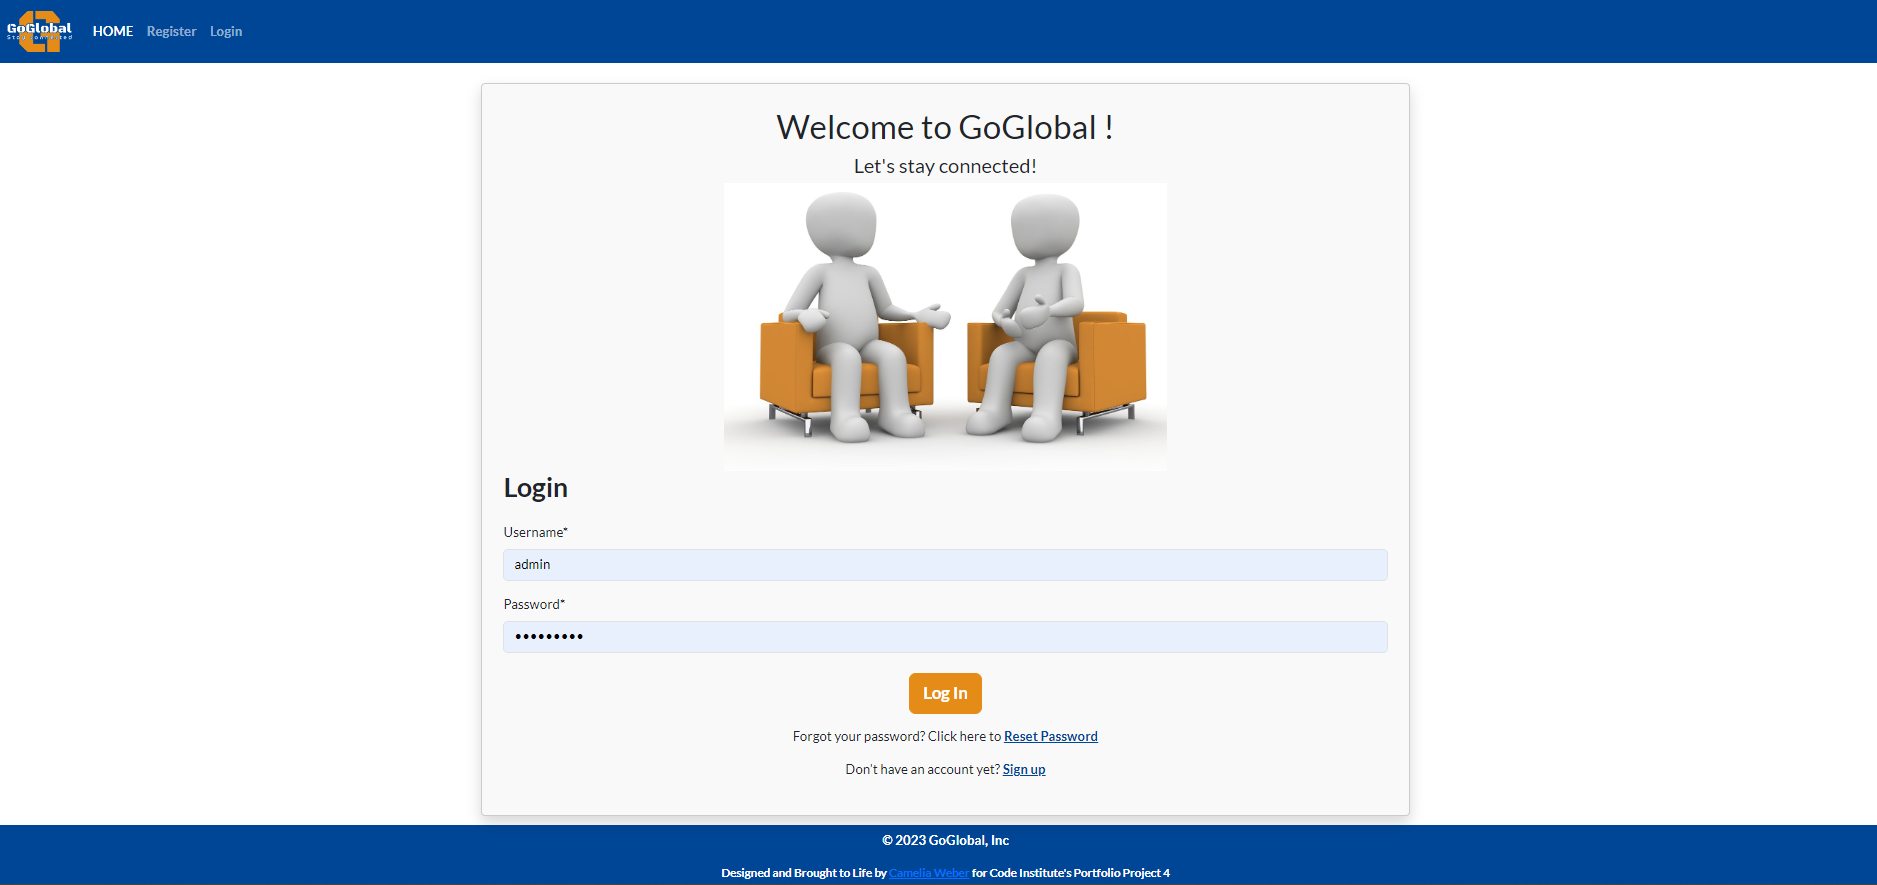 GoGlobal
Stay Connected
HOME Register Login
Welcome to GoGlobal !
Let's stay connected!
Login
Username*
admin
Password*
•••••••••
Log In
Forgot your password? Click here to Reset Password
Don't have an account yet? Sign up
© 2023 GoGlobal, Inc
Designed and Brought to Life by Camelia Weber for Code Institute's Portfolio Project 4